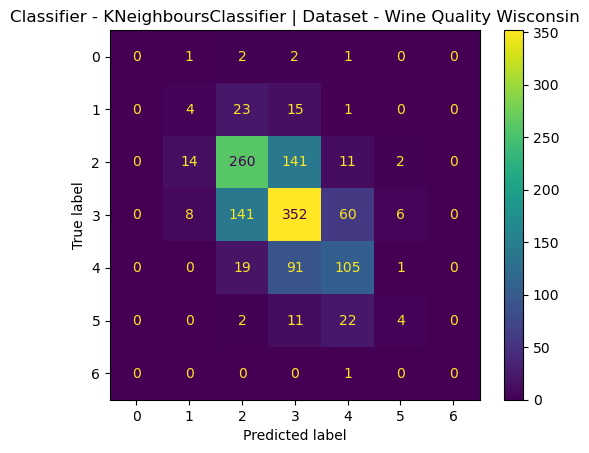 Classifier - KNeighboursClassifier | Dataset - Wine Quality Wisconsin
True label
0 0 1 2 2 1 0 0
1 0 4 23 15 1 0 0
2 0 14 260 141 11 2 0
3 0 8 141 352 60 6 0
4 0 0 19 91 105 1 0
5 0 0 2 11 22 4 0
6 0 0 0 0 1 0 0
0 1 2 3 4 5 6
Predicted label
350
300
250
200
150
100
50
0